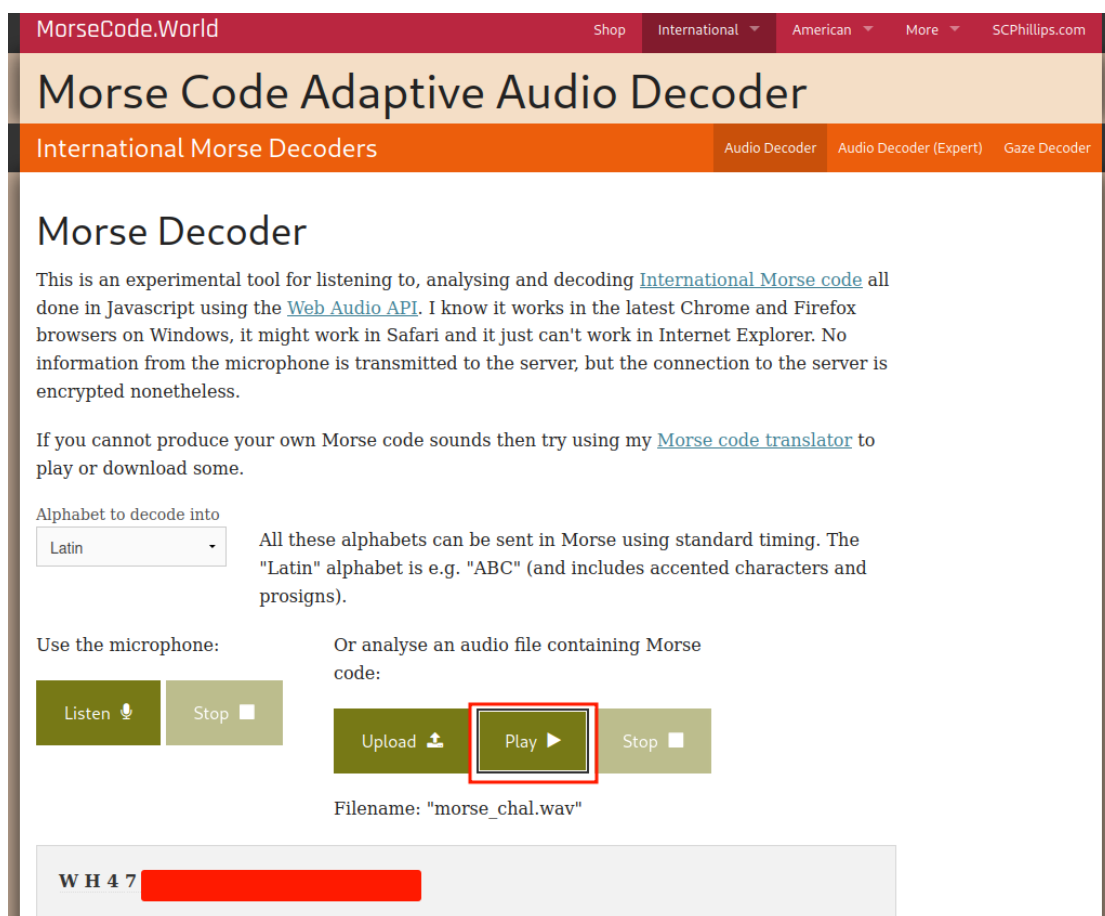 MorseCode.World Shop International American More SCPhillips.com
Morse Code Adaptive Audio Decoder
International Morse Decoders Audio Decoder Audio Decoder (Expert) Gaze Decoder
Morse Decoder
This is an experimental tool for listening to, analysing and decoding International Morse code all
done in Javascript using the Web Audio API. I know it works in the latest Chrome and Firefox
browsers on Windows, it might work in Safari and it just can't work in Internet Explorer. No
information from the microphone is transmitted to the server, but the connection to the server is
encrypted nonetheless.
If you cannot produce your own Morse code sounds then try using my Morse code translator to
play or download some.
Alphabet to decode into
Latin
All these alphabets can be sent in Morse using standard timing. The
"Latin" alphabet is e.g. "ABC" (and includes accented characters and
prosigns).
Use the microphone:
Listen Stop
Or analyse an audio file containing Morse
code:
Upload Play Stop
Filename: "morse_chal.wav"
W H 4 7